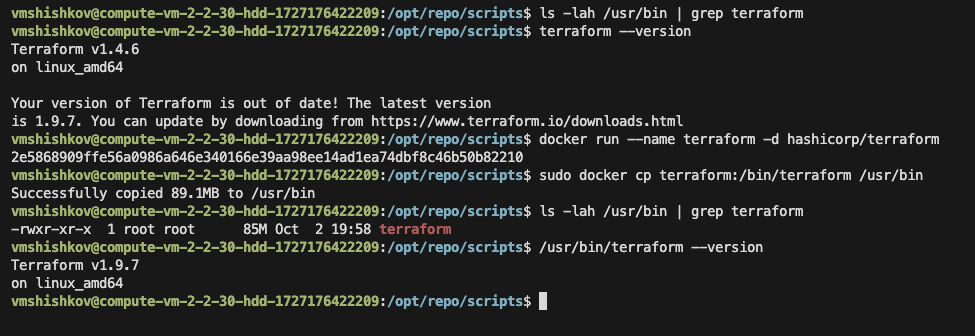 vmshishkov@compute-vm-2-2-30-hdd-1727176422209:/opt/repo/scripts$ ls -lah /usr/bin | grep terraform
vmshishkov@compute-vm-2-2-30-hdd-1727176422209:/opt/repo/scripts$ terraform --version
Terraform v1.4.6
on linux_amd64

Your version of Terraform is out of date! The latest version
is 1.9.7. You can update by downloading from https://www.terraform.io/downloads.html
vmshishkov@compute-vm-2-2-30-hdd-1727176422209:/opt/repo/scripts$ docker run --name terraform -d hashicorp/terraform
2e5868909ffe56a0986a646e340166e39aa98ee14ad1ea74dbf8c46b50b82210
vmshishkov@compute-vm-2-2-30-hdd-1727176422209:/opt/repo/scripts$ sudo docker cp terraform:/bin/terraform /usr/bin
Successfully copied 89.1MB to /usr/bin
vmshishkov@compute-vm-2-2-30-hdd-1727176422209:/opt/repo/scripts$ ls -lah /usr/bin | grep terraform
-rwxr-xr-x  1 root root     85M Oct  2 19:58 terraform
vmshishkov@compute-vm-2-2-30-hdd-1727176422209:/opt/repo/scripts$ /usr/bin/terraform --version
Terraform v1.9.7
on linux_amd64
vmshishkov@compute-vm-2-2-30-hdd-1727176422209:/opt/repo/scripts$